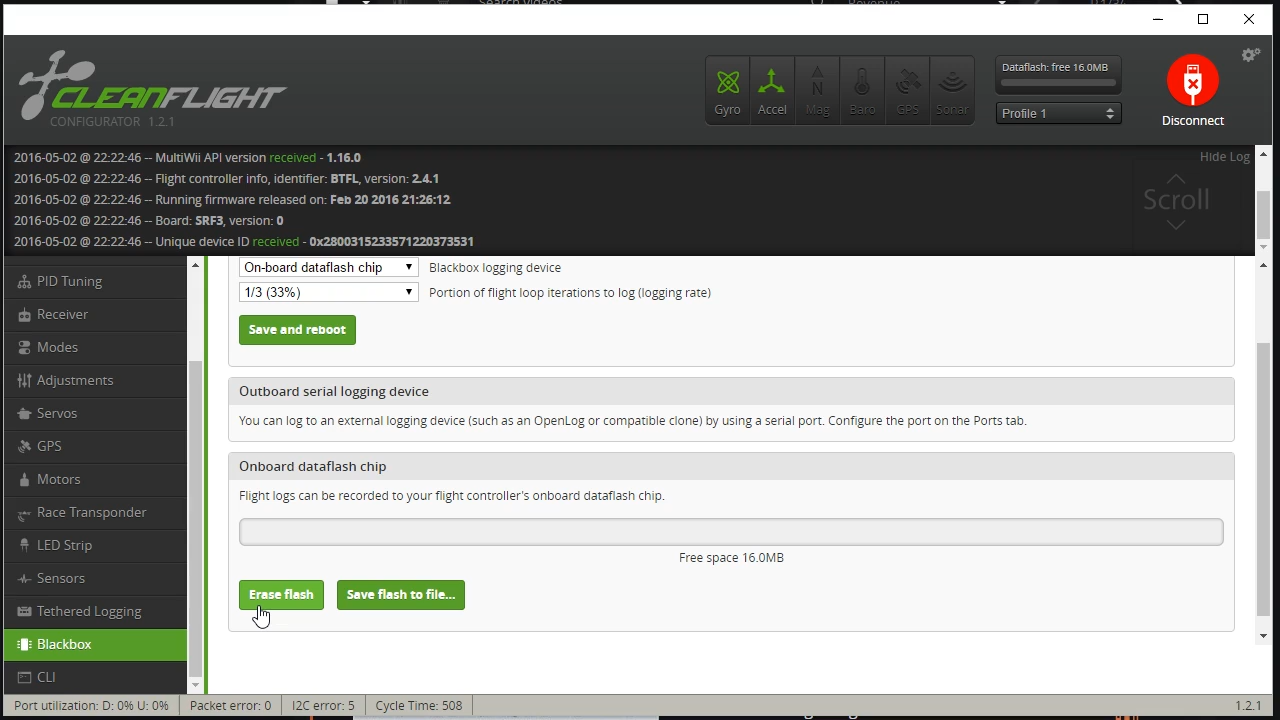 Search videos
Revenue
CLEANFLIGHT
CONFIGURATOR 1.2.1
Gyro
Accel
Mag
Baro
GPS
Sonar
Dataflash: free 16.0MB
Profile 1
Disconnect
2016-05-02 @ 22:22:46 -- MultiWii API version received - 1.16.0
2016-05-02 @ 22:22:46 -- Flight controller info, identifier: BTFL, version: 2.4.1
2016-05-02 @ 22:22:46 -- Running firmware released on: Feb 20 2016 21:26:12
2016-05-02 @ 22:22:46 -- Board: SRF3, version: 0
2016-05-02 @ 22:22:46 -- Unique device ID received - 0x2800315233571220373531
Hide Log
Scroll
PID Tuning
Receiver
Modes
Adjustments
Servos
GPS
Motors
Race Transponder
LED Strip
Sensors
Tethered Logging
Blackbox
CLI
On-board dataflash chip
Blackbox logging device
1/3 (33%)
Portion of flight loop iterations to log (logging rate)
Save and reboot
Outboard serial logging device
You can log to an external logging device (such as an OpenLog or compatible clone) by using a serial port. Configure the port on the Ports tab.
Onboard dataflash chip
Flight logs can be recorded to your flight controller's onboard dataflash chip.
Free space 16.0MB
Erase flash
Save flash to file...
Port utilization: D: 0% U: 0%
Packet error: 0
I2C error: 5
Cycle Time: 508
1.2.1